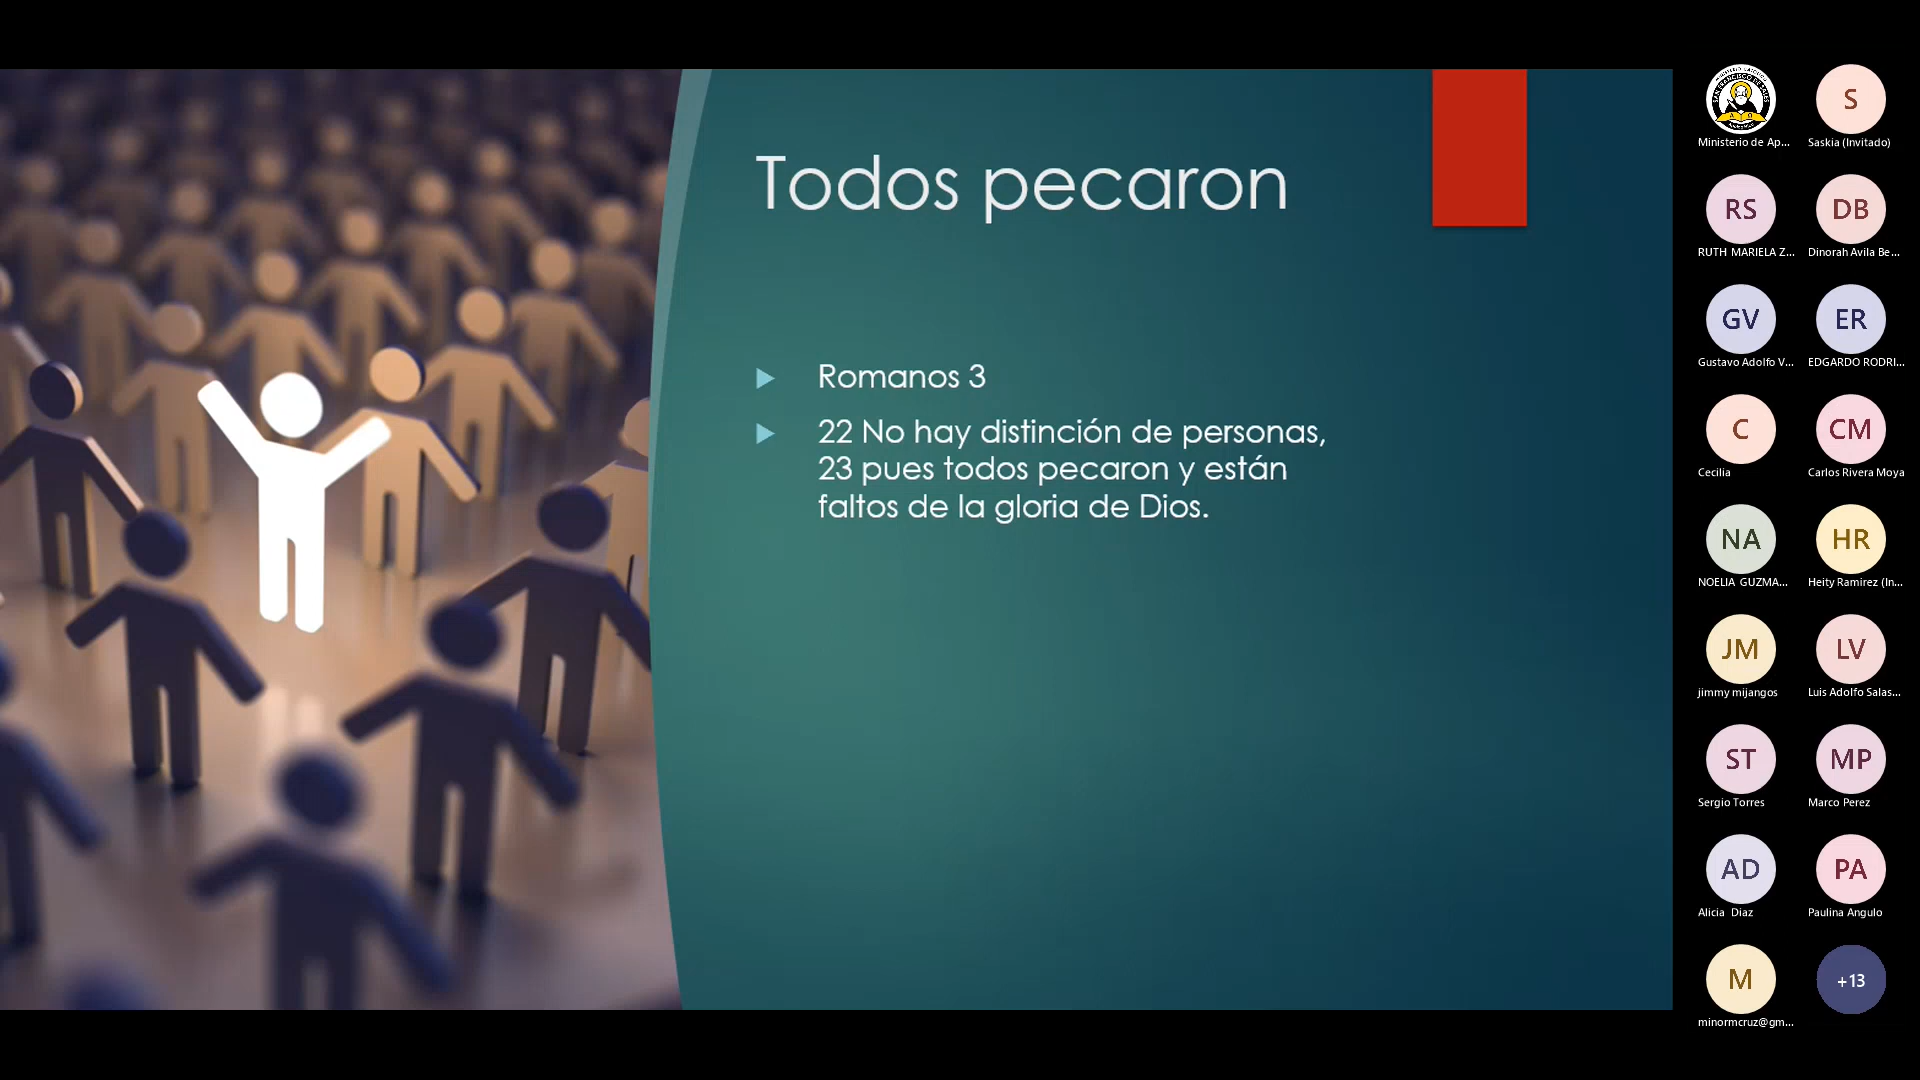 Todos pecaron
Romanos 3
22 No hay distinción de personas,
23 pues todos pecaron y están
faltos de la gloria de Dios.
Ministerio de Ap...
S
Saskia (Invitado)
RS
RUTH MARIELA Z...
DB
Dinorah Avila Be...
GV
Gustavo Adolfo V...
ER
EDGARDO RODRI...
C
Cecilia
CM
Carlos Rivera Moya
NA
NOELIA GUZMA...
HR
Heity Ramirez (In...
JM
jimmy mijangos
LV
Luis Adolfo Salas...
ST
Sergio Torres
MP
Marco Perez
AD
Alicia Diaz
PA
Paulina Angulo
M
minormcruz@gm...
+13